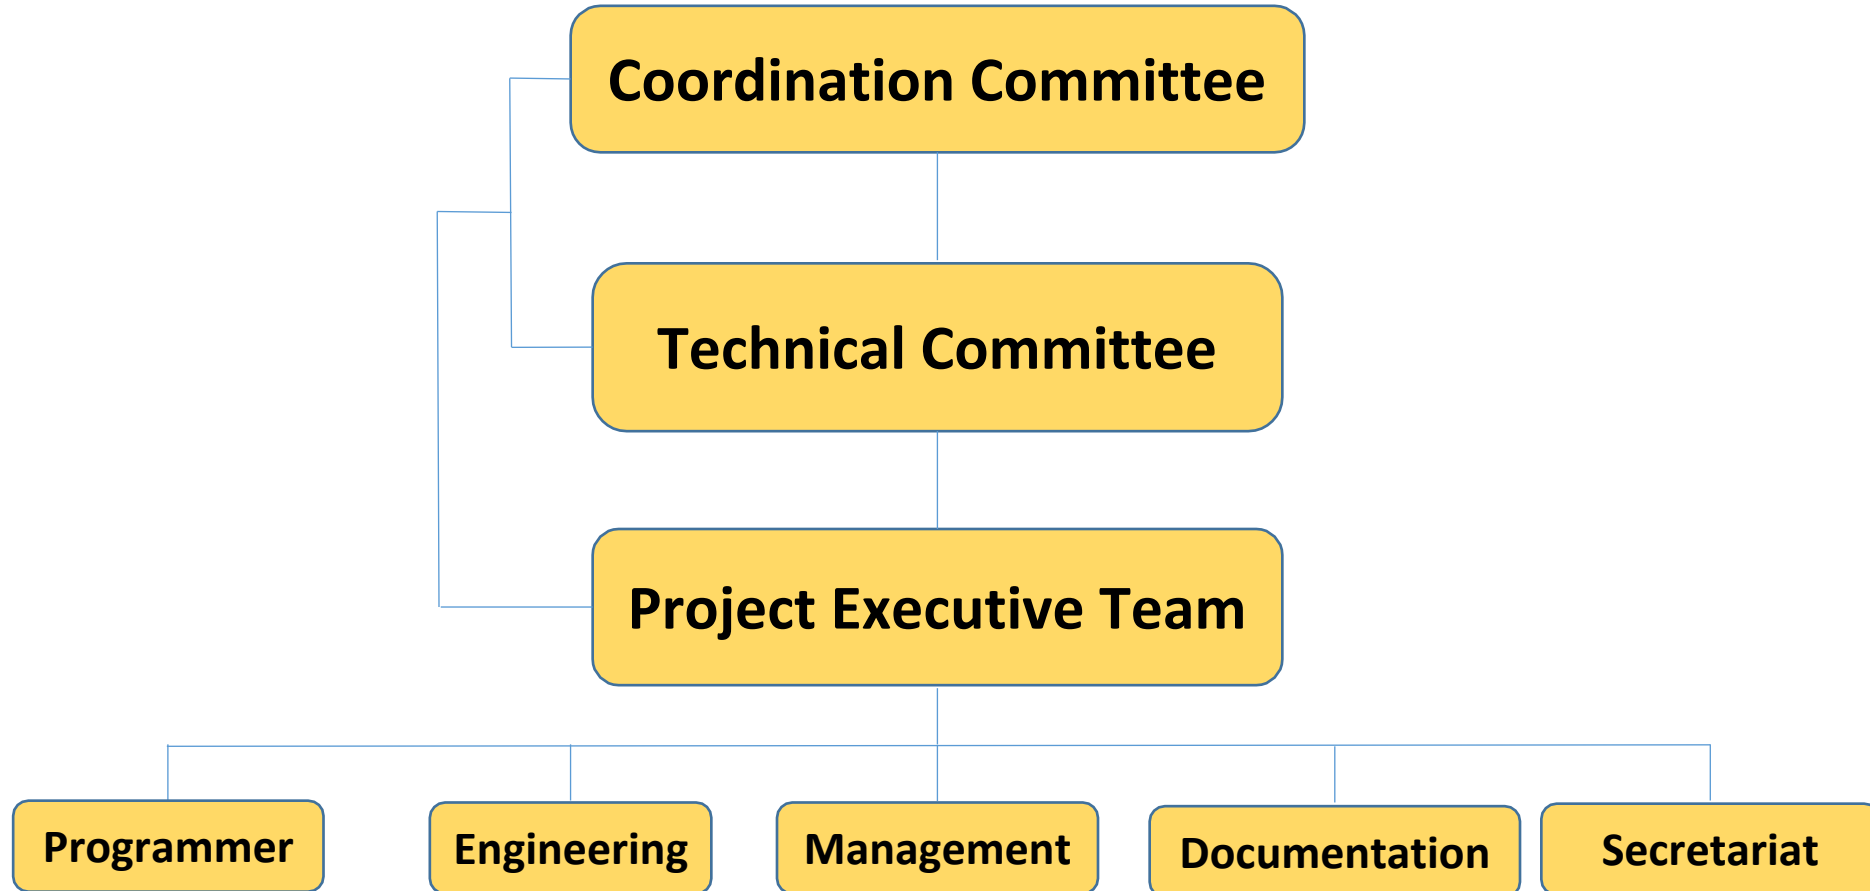 Coordination Committee
Technical Committee
Project Executive Team
Programmer
Engineering
Management
Documentation
Secretariat